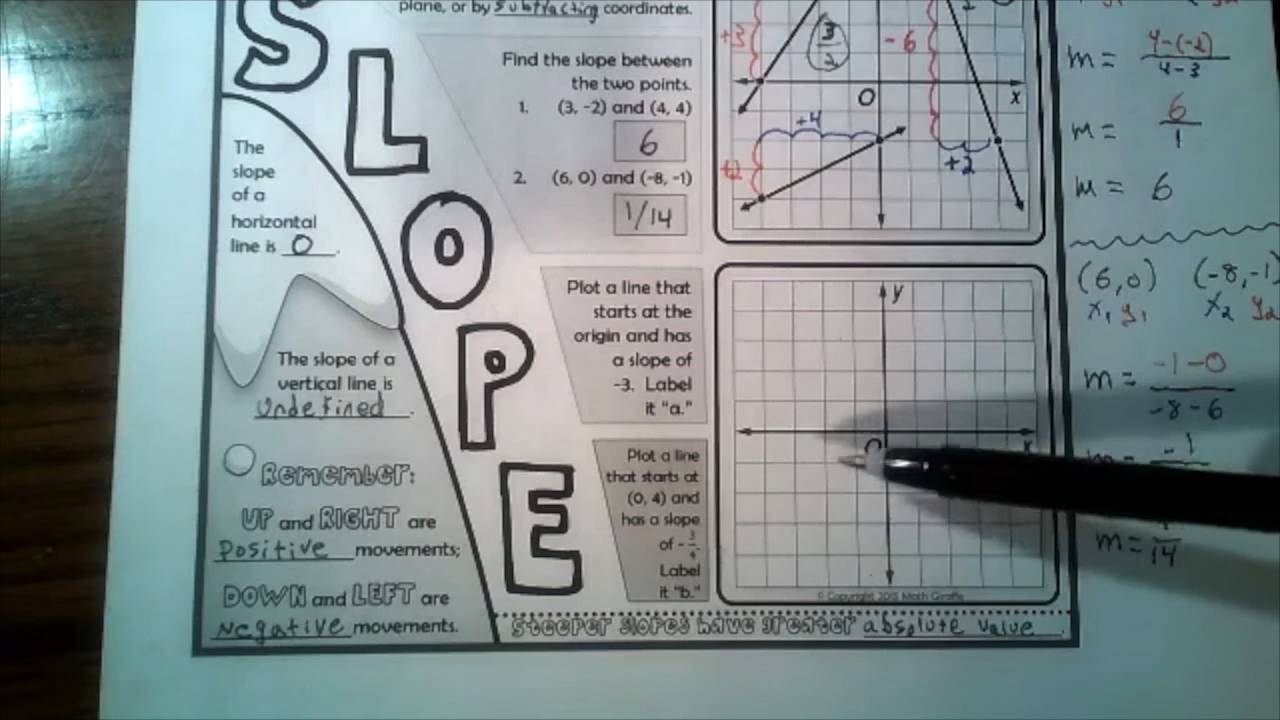 plane, or by subtracting coordinates.
SLOPE
Find the slope between
the two points.
1. (3, -2) and (4, 4)
6
2. (6, 0) and (-8, -1)
1/14
The
slope
of a
horizontal
line is 0.
The slope of a
vertical line is
undefined.
Remember:
UP and RIGHT are
positive movements;
DOWN and LEFT are
negative movements.
Plot a line that
starts at the
origin and has
a slope of
-3. Label
it "a."
Plot a line
that starts at
(0, 4) and
has a slope
of -3/4.
Label
it "b."
+3
3/2
-6
2
O
x
+4
+2
+2
y
O
x
© Copyright 2015 Math Giraffe
Steeper slopes have greater absolute value.
m = 4-(-2)
4-3
m = 6
1
m = 6
(6,0) (-8,-1)
x₁ y₁ x₂ y₂
m = -1-0
-8-6
-1
m = 14